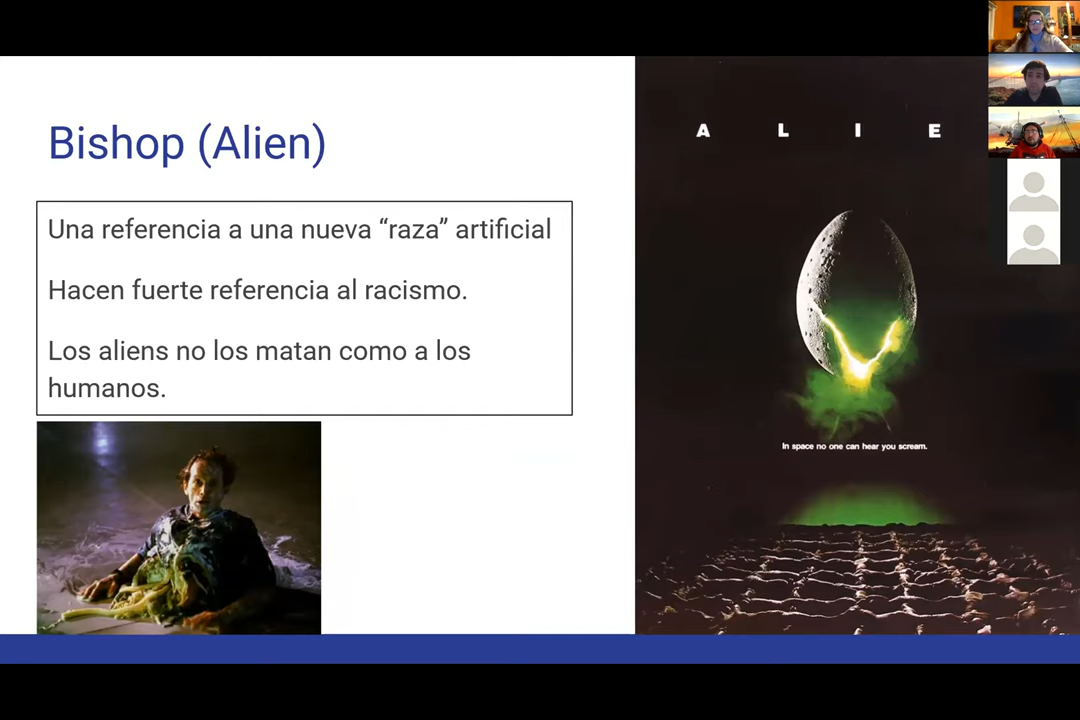 Bishop (Alien)
Una referencia a una nueva “raza” artificial
Hacen fuerte referencia al racismo.
Los aliens no los matan como a los
humanos.
A L I E
In space no one can hear you scream.